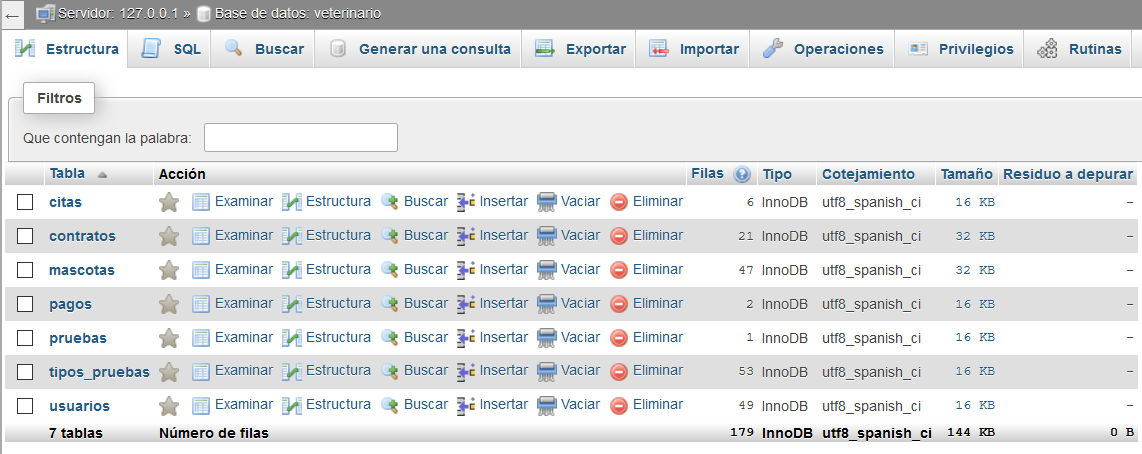 Servidor: 127.0.0.1 » Base de datos: veterinario
Estructura SQL Buscar Generar una consulta Exportar Importar Operaciones Privilegios Rutinas
Filtros
Que contengan la palabra:
Tabla Acción Filas Tipo Cotejamiento Tamaño Residuo a depurar
citas Examinar Estructura Buscar Insertar Vaciar Eliminar 6 InnoDB utf8_spanish_ci 16 KB –
contratos Examinar Estructura Buscar Insertar Vaciar Eliminar 21 InnoDB utf8_spanish_ci 32 KB –
mascotas Examinar Estructura Buscar Insertar Vaciar Eliminar 47 InnoDB utf8_spanish_ci 32 KB –
pagos Examinar Estructura Buscar Insertar Vaciar Eliminar 2 InnoDB utf8_spanish_ci 16 KB –
pruebas Examinar Estructura Buscar Insertar Vaciar Eliminar 1 InnoDB utf8_spanish_ci 16 KB –
tipos_pruebas Examinar Estructura Buscar Insertar Vaciar Eliminar 53 InnoDB utf8_spanish_ci 16 KB –
usuarios Examinar Estructura Buscar Insertar Vaciar Eliminar 49 InnoDB utf8_spanish_ci 16 KB –
7 tablas Número de filas 179 InnoDB utf8_spanish_ci 144 KB 0 B